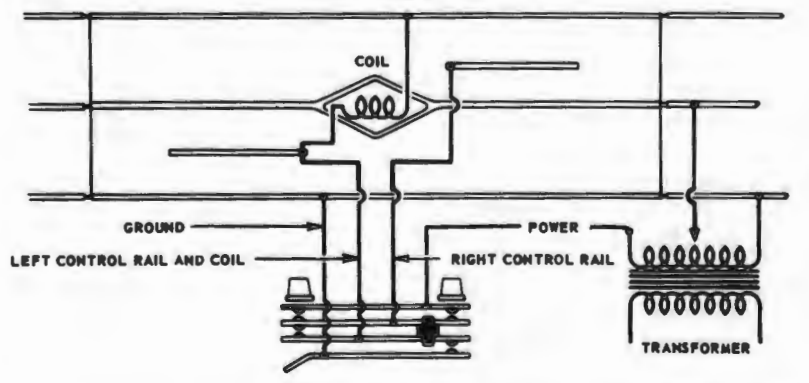 COIL
GROUND
POWER
LEFT CONTROL RAIL AND COIL
RIGHT CONTROL RAIL
TRANSFORMER